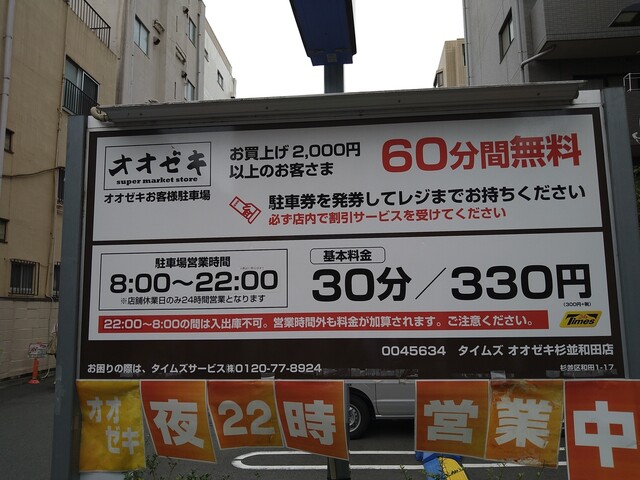 オオゼキ
super market store
オオゼキお客様駐車場
お買上げ 2,000円
以上のお客さま
60分間無料
駐車券を発券してレジまでお持ちください
必ず店内で割引サービスを受けてください
駐車場営業時間
8:00〜22:00
※店舗休業日のみ24時間営業となります
基本料金
30分／330円
(300円+税)
22:00〜8:00の間は入出庫不可。営業時間外も料金が加算されます。ご注意ください。
Times
0045634 タイムズ オオゼキ杉並和田店
杉並区和田1-17
お困りの際は、タイムズサービス㈱0120-77-8924
オオゼキ
夜22時
営業中